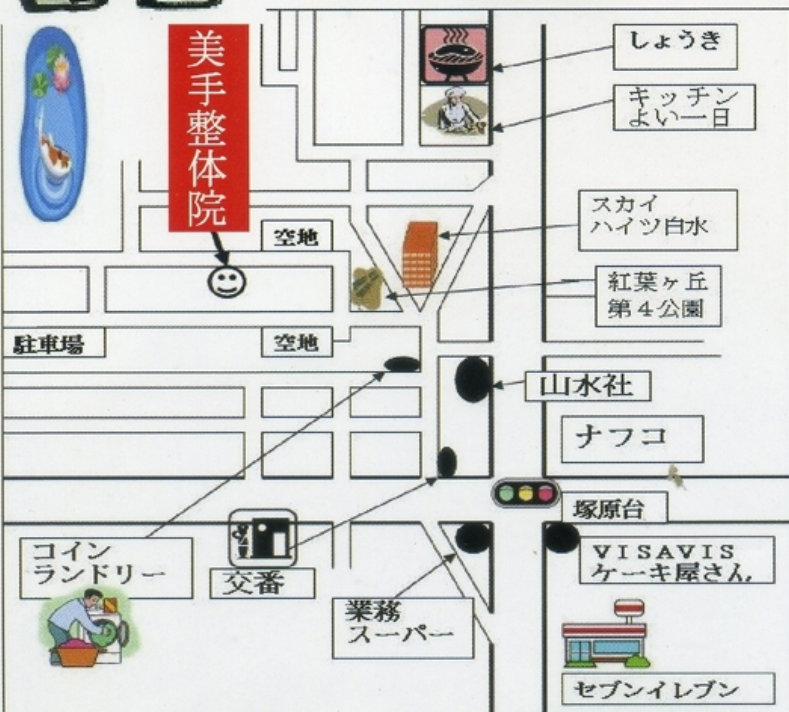 美手整体院
しょうき
キッチン
よい一日
スカイ
ハイツ白水
空地
紅葉ヶ丘
第４公園
駐車場
空地
山水社
ナフコ
塚原台
コイン
ランドリー
交番
VISAVIS
ケーキ屋さん
業務
スーパー
セブンイレブン